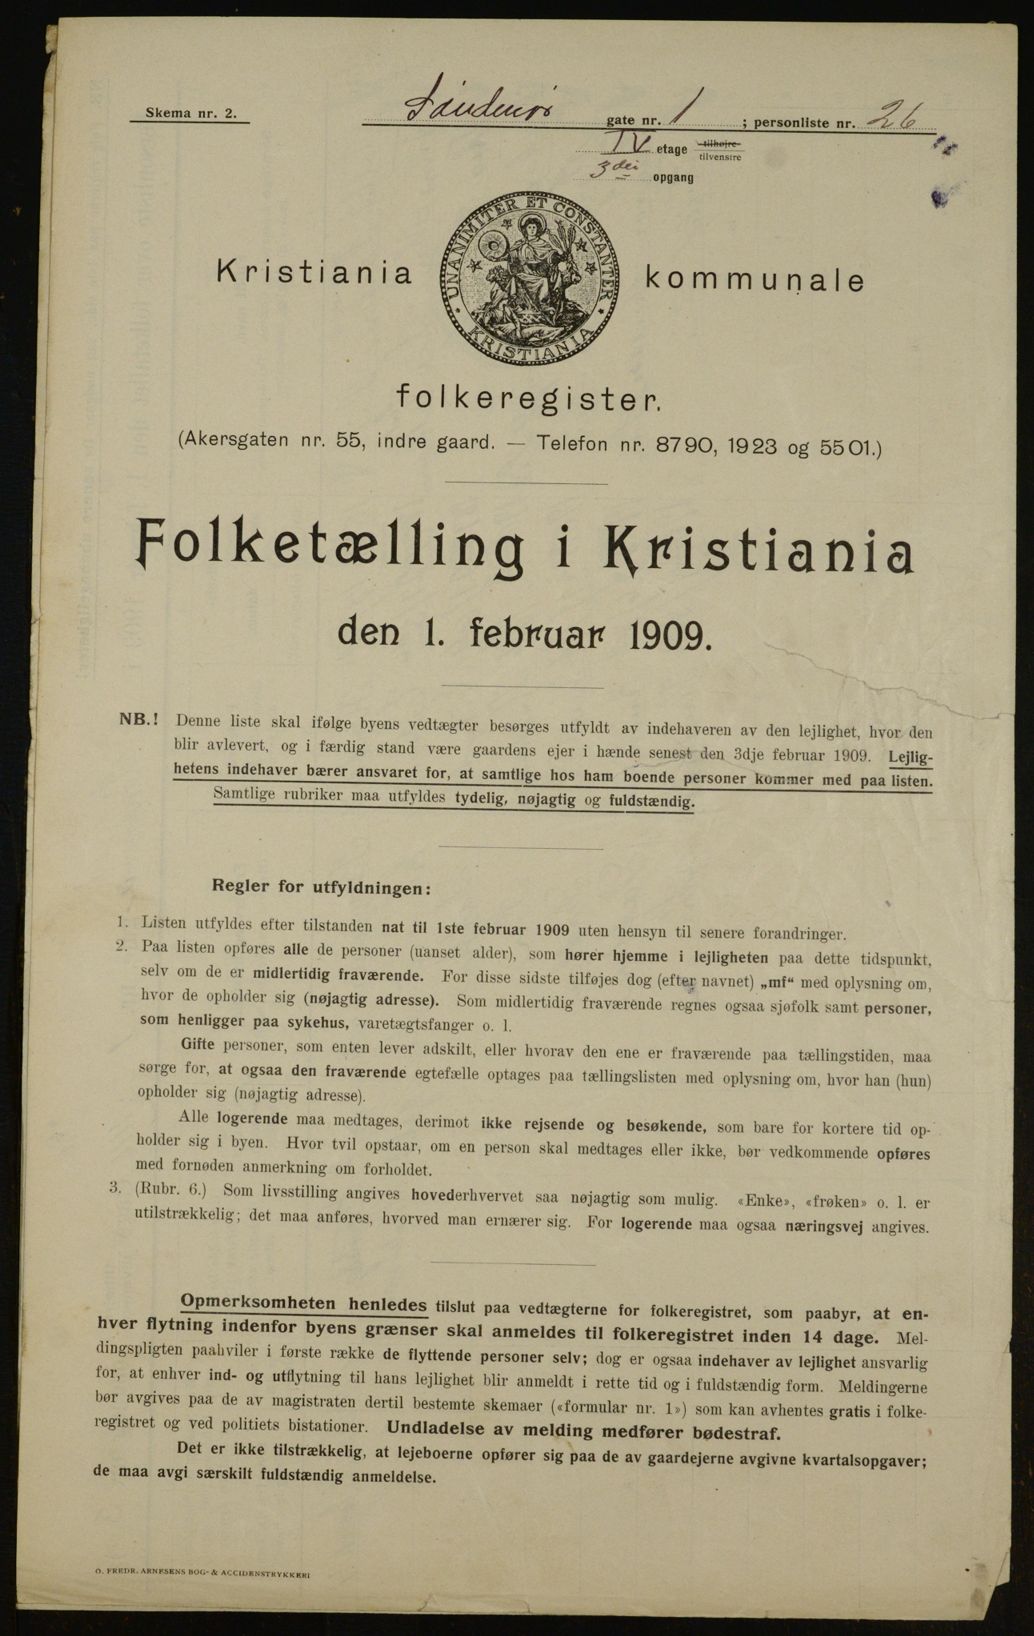 Skema nr. 2.
Söndenör gate nr. 1 ; personliste nr. 26
IV etage tilhøjre
tilvenstre
3 dei opgang
UNANIMITER ET CONSTANTER
KRISTIANIA
Kristiania kommunale
folkeregister.
(Akersgaten nr. 55, indre gaard. — Telefon nr. 8790, 1923 og 5501.)
Folketælling i Kristiania
den 1. februar 1909.
NB.! Denne liste skal ifølge byens vedtægter besørges utfyldt av indehaveren av den lejlighet, hvor den
blir avlevert, og i færdig stand være gaardens ejer i hænde senest den 3dje februar 1909. Lejlig-
hetens indehaver bærer ansvaret for, at samtlige hos ham boende personer kommer med paa listen.
Samtlige rubriker maa utfyldes tydelig, nøjagtig og fuldstændig.
Regler for utfyldningen:
1. Listen utfyldes efter tilstanden nat til 1ste februar 1909 uten hensyn til senere forandringer.
2. Paa listen opføres alle de personer (uanset alder), som hører hjemme i lejligheten paa dette tidspunkt,
selv om de er midlertidig fraværende. For disse sidste tilføjes dog (efter navnet) „mf“ med oplysning om,
hvor de opholder sig (nøjagtig adresse). Som midlertidig fraværende regnes ogsaa sjøfolk samt personer,
som henligger paa sykehus, varetægtsfanger o. l.
Gifte personer, som enten lever adskilt, eller hvorav den ene er fraværende paa tællingstiden, maa
sørge for, at ogsaa den fraværende egtefælle optages paa tællingslisten med oplysning om, hvor han (hun)
opholder sig (nøjagtig adresse).
Alle logerende maa medtages, derimot ikke rejsende og besøkende, som bare for kortere tid op-
holder sig i byen. Hvor tvil opstaar, om en person skal medtages eller ikke, bør vedkommende opføres
med fornøden anmerkning om forholdet.
3. (Rubr. 6.) Som livsstilling angives hovederhvervet saa nøjagtig som mulig. «Enke», «frøken» o. l. er
utilstrækkelig; det maa anføres, hvorved man ernærer sig. For logerende maa ogsaa næringsvej angives.
Opmerksomheten henledes tilslut paa vedtægterne for folkeregistret, som paabyr, at en-
hver flytning indenfor byens grænser skal anmeldes til folkeregistret inden 14 dage. Mel-
dingspligten paahviler i første række de flyttende personer selv; dog er ogsaa indehaver av lejlighet ansvarlig
for, at enhver ind- og utflytning til hans lejlighet blir anmeldt i rette tid og i fuldstændig form. Meldingerne
bør avgives paa de av magistraten dertil bestemte skemaer («formular nr. 1») som kan avhentes gratis i folke-
registret og ved politiets bistationer. Undladelse av melding medfører bødestraf.
Det er ikke tilstrækkelig, at lejeboerne opfører sig paa de av gaardejerne avgivne kvartalsopgaver;
de maa avgi særskilt fuldstændig anmeldelse.
O. FREDR. ARNESENS BOG- & ACCIDENSTRYKKERI